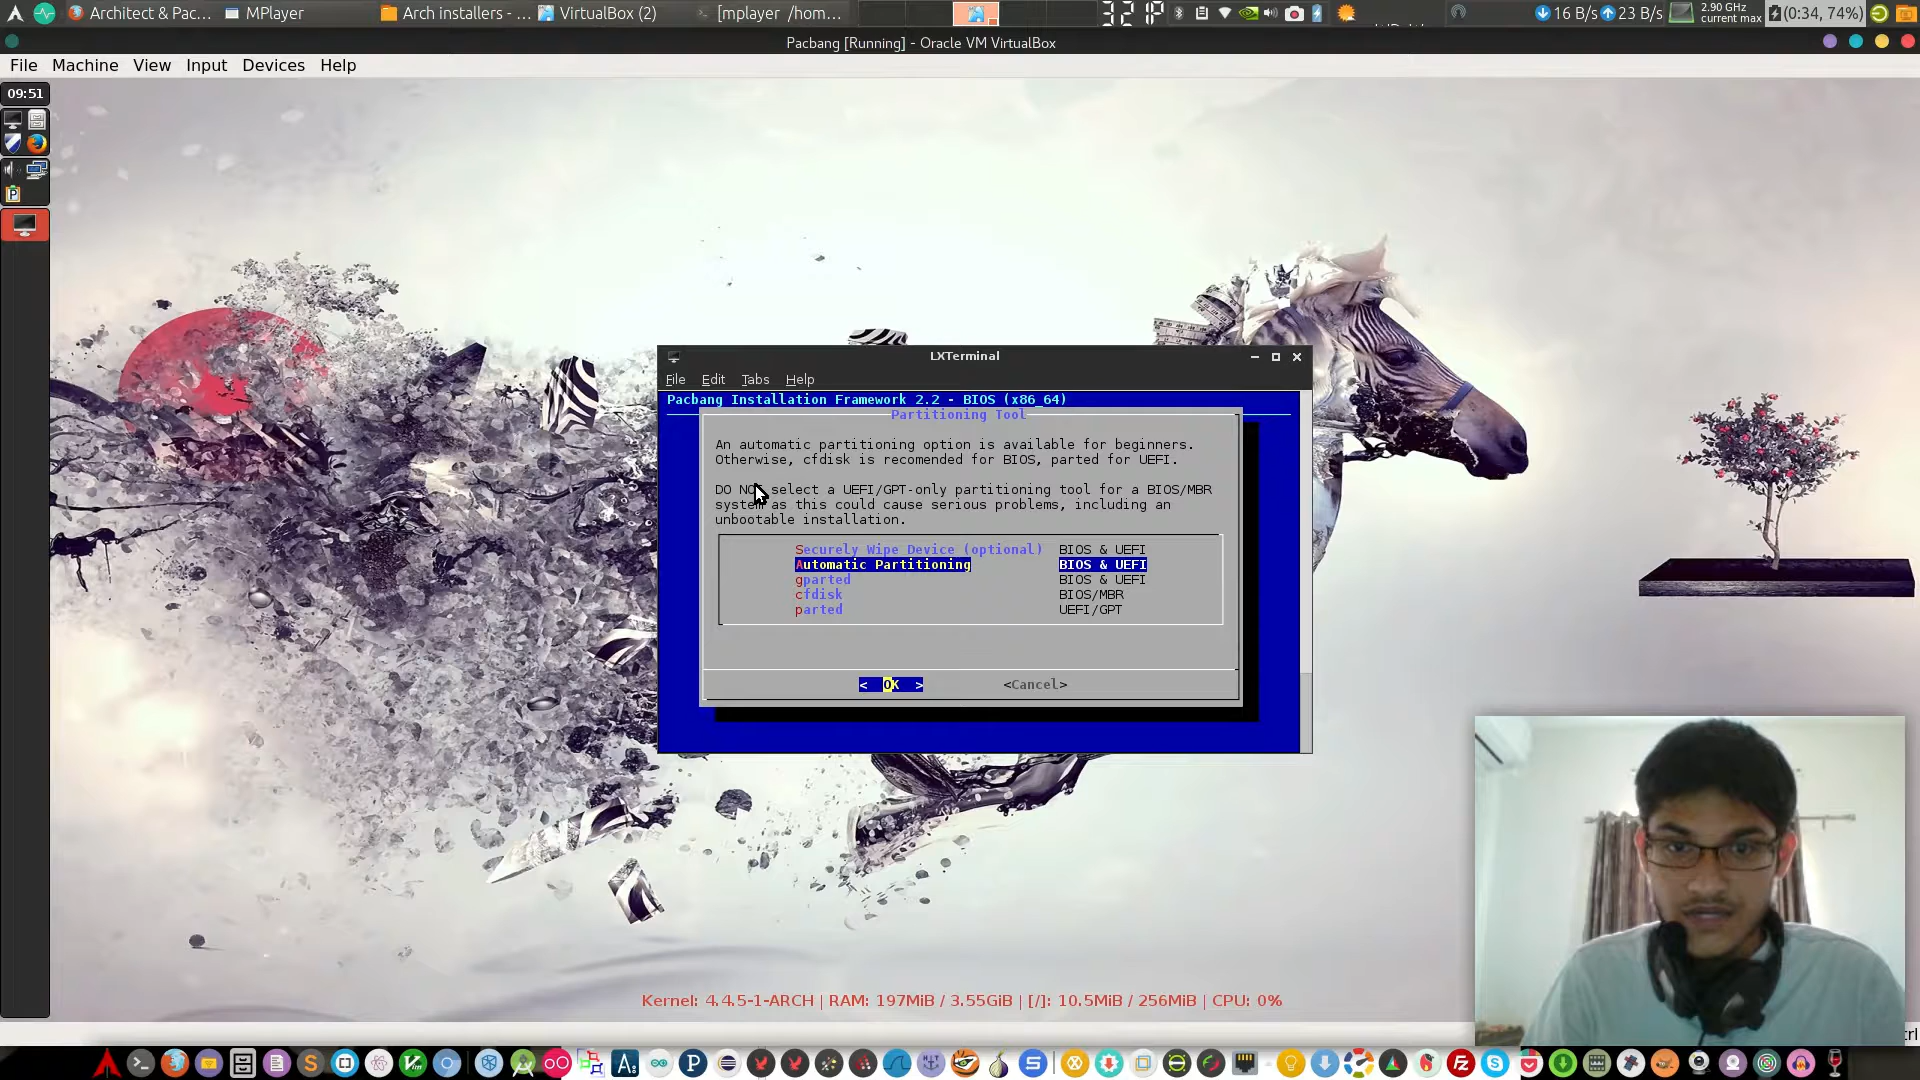 Architect & Pac...
MPlayer
Arch installers - ...
VirtualBox (2)
[mplayer /hom...
32°P
16 B/s 23 B/s
2.90 GHz
current max
(0:34, 74%)
Pacbang [Running] - Oracle VM VirtualBox
File Machine View Input Devices Help
09:51
LXTerminal
File Edit Tabs Help
Pacbang Installation Framework 2.2 - BIOS (x86_64)
Partitioning Tool
An automatic partitioning option is available for beginners.
Otherwise, cfdisk is recomended for BIOS, parted for UEFI.
DO NOT select a UEFI/GPT-only partitioning tool for a BIOS/MBR
system as this could cause serious problems, including an
unbootable installation.
Securely Wipe Device (optional) BIOS & UEFI
Automatic Partitioning BIOS & UEFI
gparted BIOS & UEFI
cfdisk BIOS/MBR
parted UEFI/GPT
< OK > <Cancel>
Kernel: 4.4.5-1-ARCH | RAM: 197MiB / 3.55GiB | [/]: 10.5MiB / 256MiB | CPU: 0%
trl